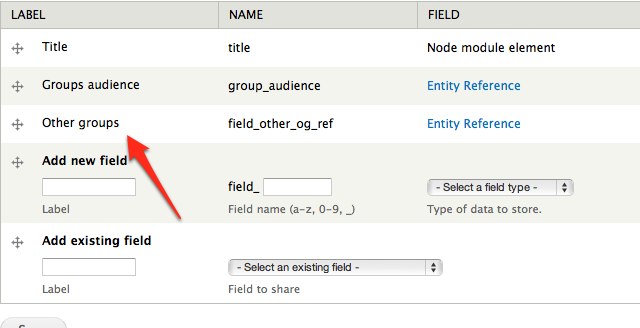 LABEL NAME FIELD
Title title Node module element
Groups audience group_audience Entity Reference
Other groups field_other_og_ref Entity Reference
Add new field
field_ - Select a field type -
Label Field name (a-z, 0-9, _) Type of data to store.
Add existing field
- Select an existing field -
Label Field to share